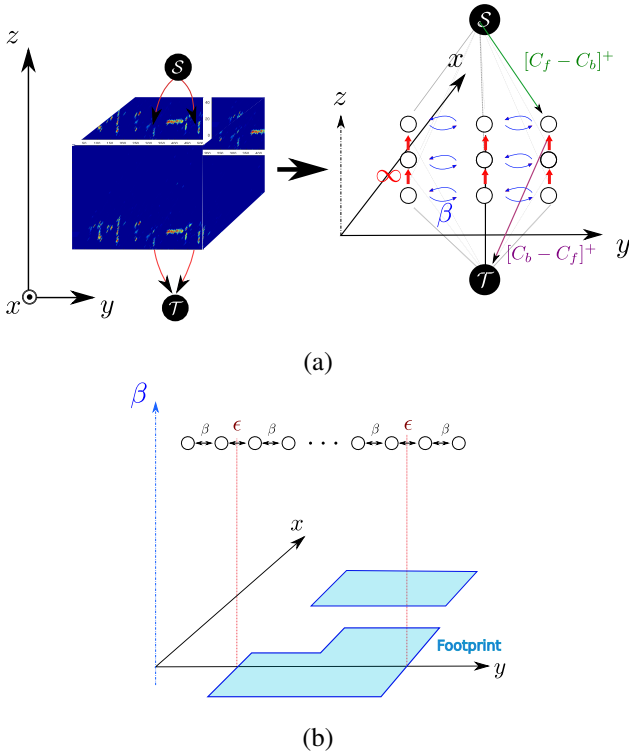 z
S
x
y
T
S
[C_f − C_b]^+
x
z
∞
β
[C_b − C_f]^+
y
T
(a)
β
β ϵ β · · · β ϵ β
x
Footprint
y
(b)